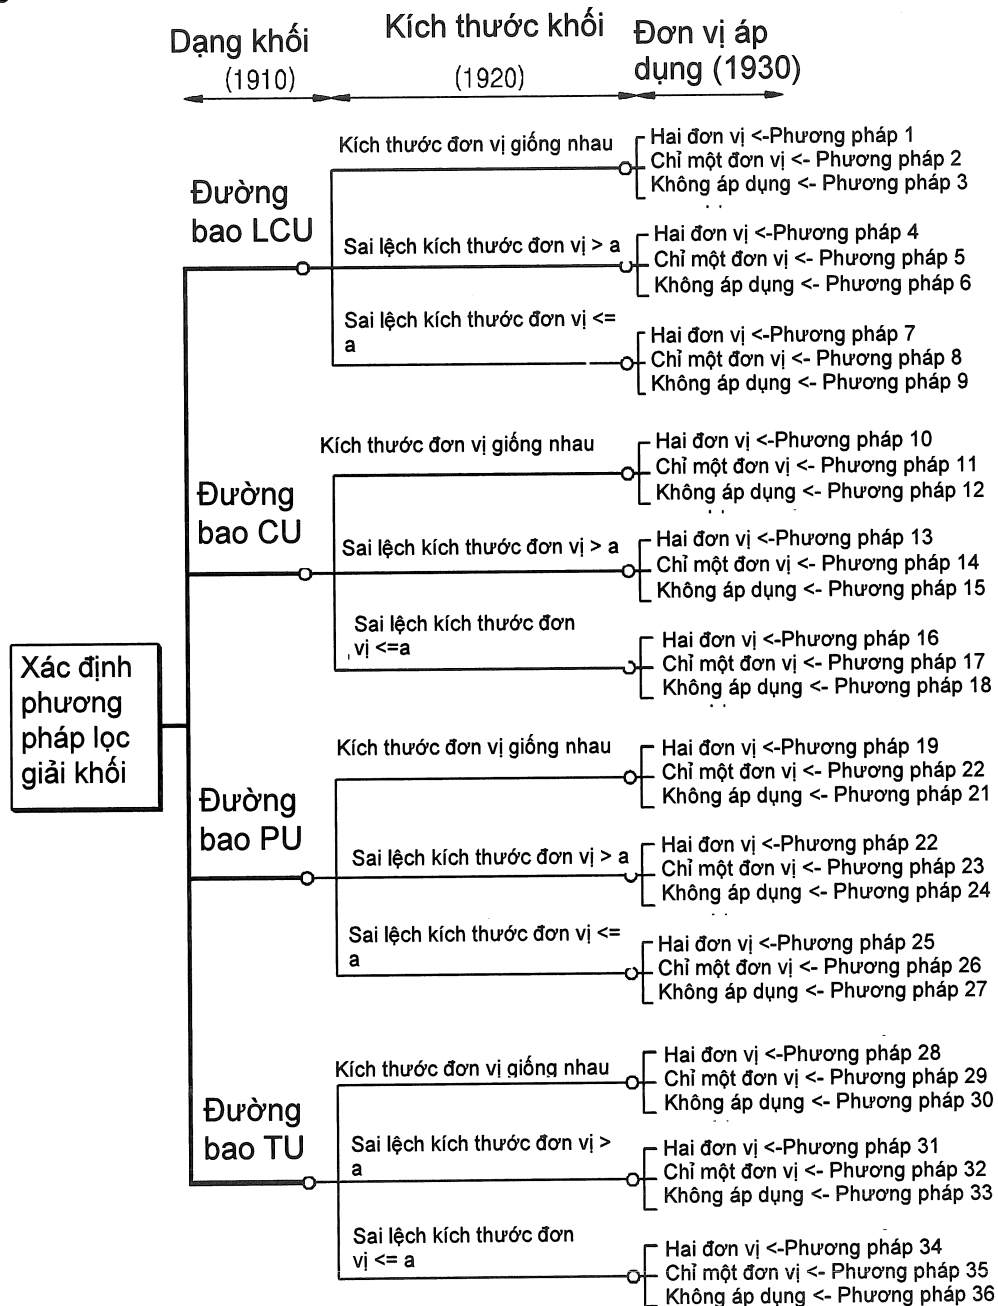 Dạng khối
(1910)
Kích thước khối
(1920)
Đơn vị áp
dụng (1930)
Xác định
phương
pháp lọc
giải khối
Đường
bao LCU
Kích thước đơn vị giống nhau
Hai đơn vị <-Phương pháp 1
Chỉ một đơn vị <- Phương pháp 2
Không áp dụng <- Phương pháp 3
Sai lệch kích thước đơn vị > a
Hai đơn vị <-Phương pháp 4
Chỉ một đơn vị <- Phương pháp 5
Không áp dụng <- Phương pháp 6
Sai lệch kích thước đơn vị <=
a
Hai đơn vị <-Phương pháp 7
Chỉ một đơn vị <- Phương pháp 8
Không áp dụng <- Phương pháp 9
Đường
bao CU
Kích thước đơn vị giống nhau
Hai đơn vị <-Phương pháp 10
Chỉ một đơn vị <- Phương pháp 11
Không áp dụng <- Phương pháp 12
Sai lệch kích thước đơn vị > a
Hai đơn vị <-Phương pháp 13
Chỉ một đơn vị <- Phương pháp 14
Không áp dụng <- Phương pháp 15
Sai lệch kích thước đơn
vị <=a
Hai đơn vị <-Phương pháp 16
Chỉ một đơn vị <- Phương pháp 17
Không áp dụng <- Phương pháp 18
Đường
bao PU
Kích thước đơn vị giống nhau
Hai đơn vị <-Phương pháp 19
Chỉ một đơn vị <- Phương pháp 22
Không áp dụng <- Phương pháp 21
Sai lệch kích thước đơn vị > a
Hai đơn vị <-Phương pháp 22
Chỉ một đơn vị <- Phương pháp 23
Không áp dụng <- Phương pháp 24
Sai lệch kích thước đơn vị <=
a
Hai đơn vị <-Phương pháp 25
Chỉ một đơn vị <- Phương pháp 26
Không áp dụng <- Phương pháp 27
Đường
bao TU
Kích thước đơn vị giống nhau
Hai đơn vị <-Phương pháp 28
Chỉ một đơn vị <- Phương pháp 29
Không áp dụng <- Phương pháp 30
Sai lệch kích thước đơn vị >
a
Hai đơn vị <-Phương pháp 31
Chỉ một đơn vị <- Phương pháp 32
Không áp dụng <- Phương pháp 33
Sai lệch kích thước đơn
vị <= a
Hai đơn vị <-Phương pháp 34
Chỉ một đơn vị <- Phương pháp 35
Không áp dụng <- Phương pháp 36